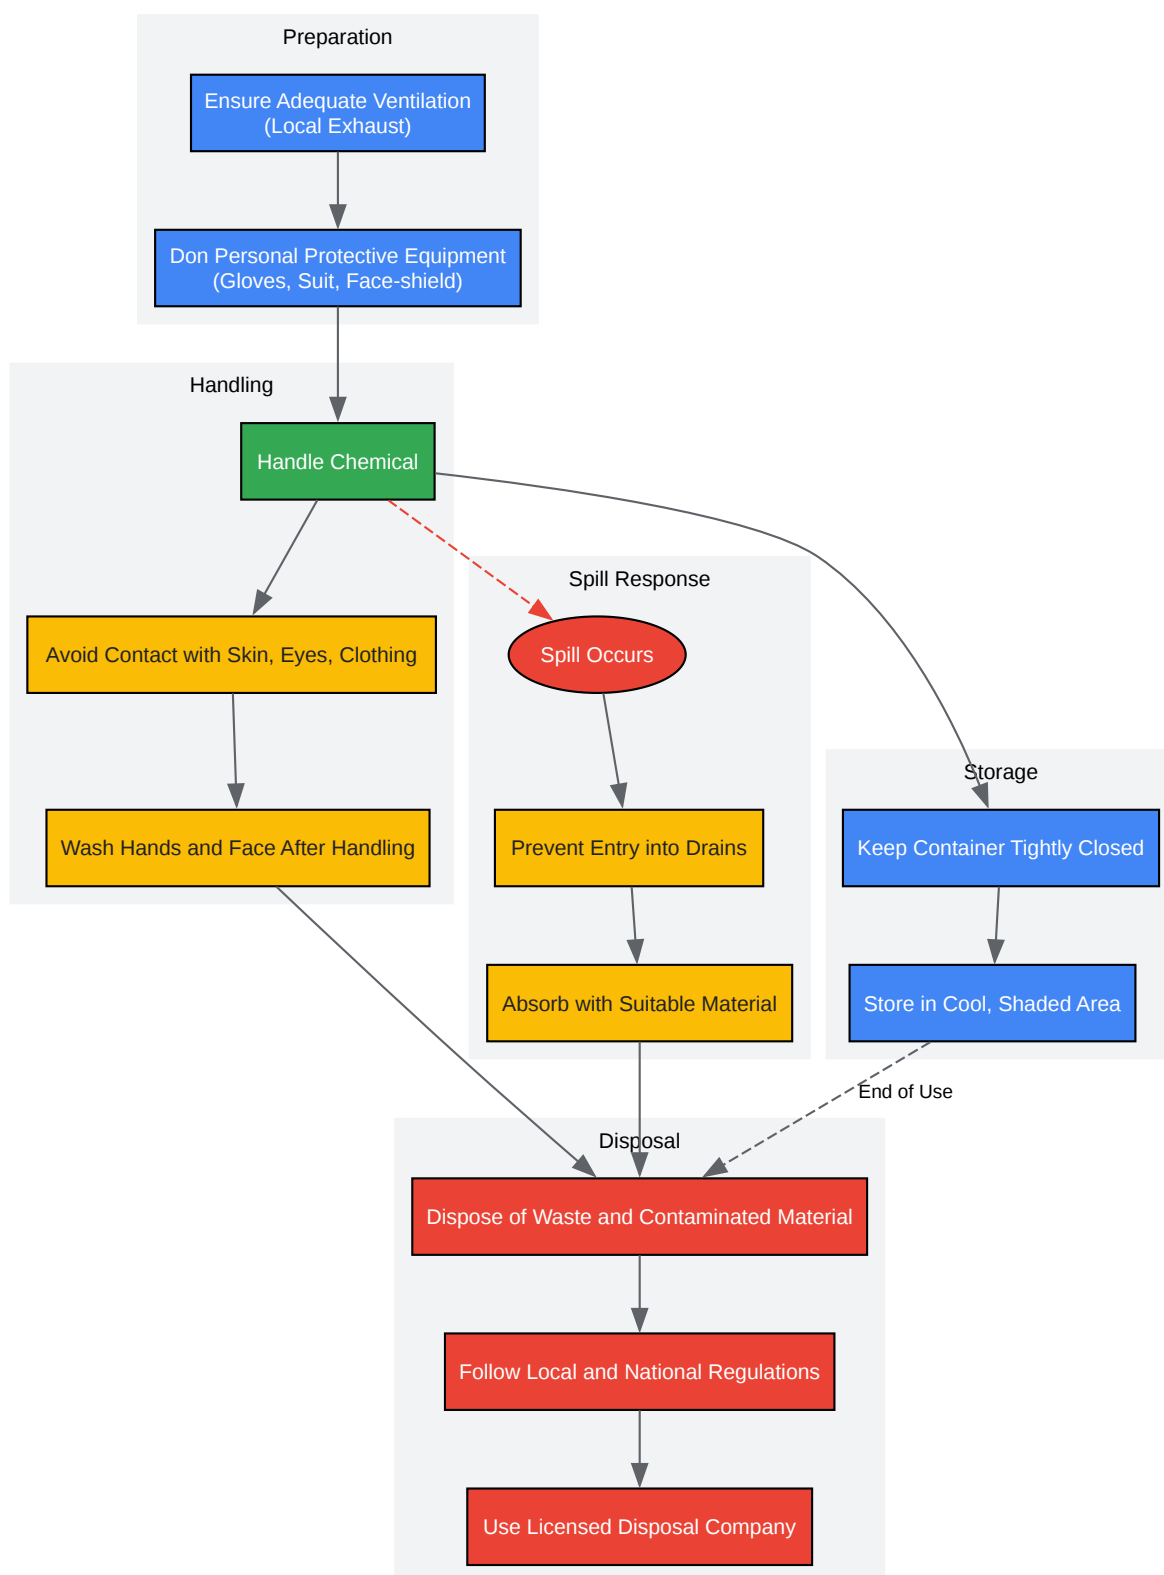 Preparation
Ensure Adequate Ventilation
(Local Exhaust)
Don Personal Protective Equipment
(Gloves, Suit, Face-shield)
Handling
Handle Chemical
Avoid Contact with Skin, Eyes, Clothing
Wash Hands and Face After Handling
Spill Response
Spill Occurs
Prevent Entry into Drains
Absorb with Suitable Material
Storage
Keep Container Tightly Closed
Store in Cool, Shaded Area
End of Use
Disposal
Dispose of Waste and Contaminated Material
Follow Local and National Regulations
Use Licensed Disposal Company